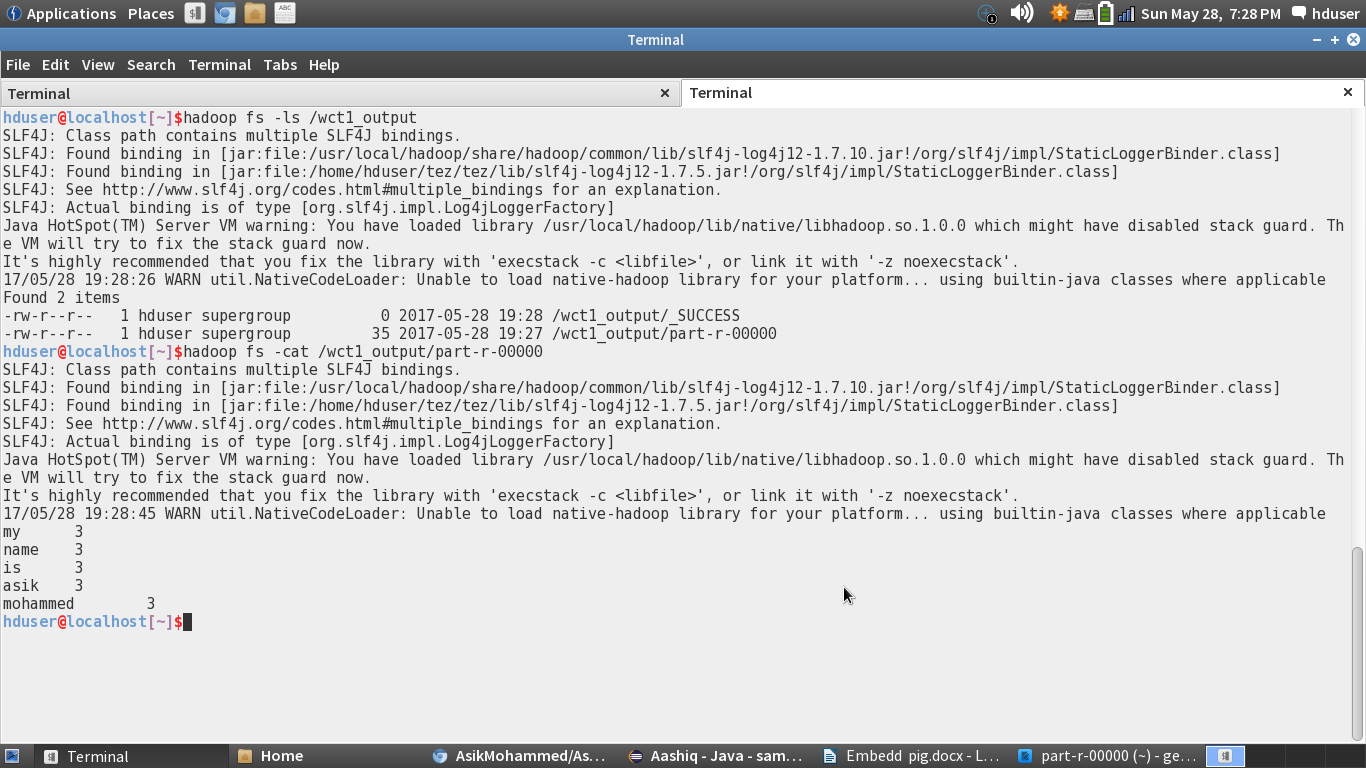 Applications Places Sun May 28, 7:28 PM hduser
Terminal
File Edit View Search Terminal Tabs Help
Terminal Terminal
hduser@localhost[~]$hadoop fs -ls /wct1_output
SLF4J: Class path contains multiple SLF4J bindings.
SLF4J: Found binding in [jar:file:/usr/local/hadoop/share/hadoop/common/lib/slf4j-log4j12-1.7.10.jar!/org/slf4j/impl/StaticLoggerBinder.class]
SLF4J: Found binding in [jar:file:/home/hduser/tez/tez/lib/slf4j-log4j12-1.7.5.jar!/org/slf4j/impl/StaticLoggerBinder.class]
SLF4J: See http://www.slf4j.org/codes.html#multiple_bindings for an explanation.
SLF4J: Actual binding is of type [org.slf4j.impl.Log4jLoggerFactory]
Java HotSpot(TM) Server VM warning: You have loaded library /usr/local/hadoop/lib/native/libhadoop.so.1.0.0 which might have disabled stack guard. Th
e VM will try to fix the stack guard now.
It's highly recommended that you fix the library with 'execstack -c <libfile>', or link it with '-z noexecstack'.
17/05/28 19:28:26 WARN util.NativeCodeLoader: Unable to load native-hadoop library for your platform... using builtin-java classes where applicable
Found 2 items
-rw-r--r--   1 hduser supergroup          0 2017-05-28 19:28 /wct1_output/_SUCCESS
-rw-r--r--   1 hduser supergroup         35 2017-05-28 19:27 /wct1_output/part-r-00000
hduser@localhost[~]$hadoop fs -cat /wct1_output/part-r-00000
SLF4J: Class path contains multiple SLF4J bindings.
SLF4J: Found binding in [jar:file:/usr/local/hadoop/share/hadoop/common/lib/slf4j-log4j12-1.7.10.jar!/org/slf4j/impl/StaticLoggerBinder.class]
SLF4J: Found binding in [jar:file:/home/hduser/tez/tez/lib/slf4j-log4j12-1.7.5.jar!/org/slf4j/impl/StaticLoggerBinder.class]
SLF4J: See http://www.slf4j.org/codes.html#multiple_bindings for an explanation.
SLF4J: Actual binding is of type [org.slf4j.impl.Log4jLoggerFactory]
Java HotSpot(TM) Server VM warning: You have loaded library /usr/local/hadoop/lib/native/libhadoop.so.1.0.0 which might have disabled stack guard. Th
e VM will try to fix the stack guard now.
It's highly recommended that you fix the library with 'execstack -c <libfile>', or link it with '-z noexecstack'.
17/05/28 19:28:45 WARN util.NativeCodeLoader: Unable to load native-hadoop library for your platform... using builtin-java classes where applicable
my      3
name    3
is      3
asik    3
mohammed        3
hduser@localhost[~]$
Terminal Home AsikMohammed/As... Aashiq - Java - sam... Embedd pig.docx - L... part-r-00000 (~) - ge...